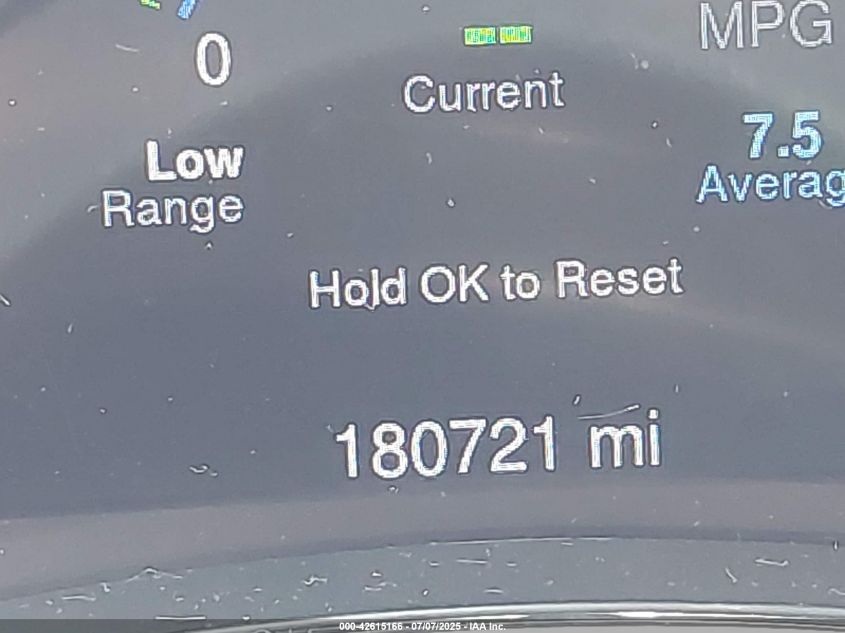 MPG
0
Current
7.5
Low
Averag
Range
Hold OK to Reset
180721 mi
000-42615166 - 07/07/2025 - IAA Inc.